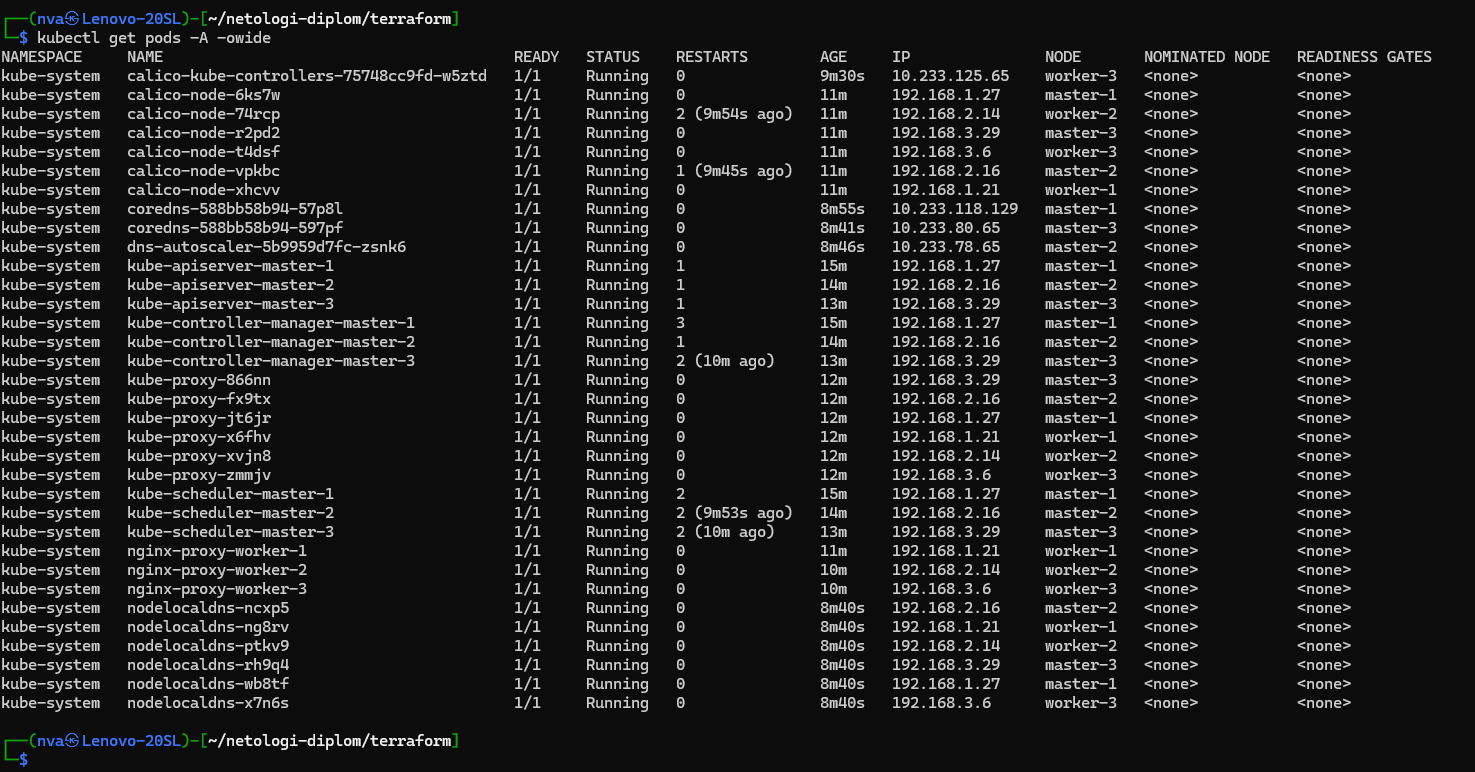 ┌──(nva㉿Lenovo-20SL)-[~/netologi-diplom/terraform]
└─$ kubectl get pods -A -owide
NAMESPACE     NAME                                       READY   STATUS    RESTARTS        AGE     IP               NODE       NOMINATED NODE   READINESS GATES
kube-system   calico-kube-controllers-75748cc9fd-w5ztd   1/1     Running   0               9m30s   10.233.125.65    worker-3   <none>           <none>
kube-system   calico-node-6ks7w                          1/1     Running   0               11m     192.168.1.27     master-1   <none>           <none>
kube-system   calico-node-74rcp                          1/1     Running   2 (9m54s ago)   11m     192.168.2.14     worker-2   <none>           <none>
kube-system   calico-node-r2pd2                          1/1     Running   0               11m     192.168.3.29     master-3   <none>           <none>
kube-system   calico-node-t4dsf                          1/1     Running   0               11m     192.168.3.6      worker-3   <none>           <none>
kube-system   calico-node-vpkbc                          1/1     Running   1 (9m45s ago)   11m     192.168.2.16     master-2   <none>           <none>
kube-system   calico-node-xhcvv                          1/1     Running   0               11m     192.168.1.21     worker-1   <none>           <none>
kube-system   coredns-588bb58b94-57p8l                   1/1     Running   0               8m55s   10.233.118.129   master-1   <none>           <none>
kube-system   coredns-588bb58b94-597pf                   1/1     Running   0               8m41s   10.233.80.65     master-3   <none>           <none>
kube-system   dns-autoscaler-5b9959d7fc-zsnk6            1/1     Running   0               8m46s   10.233.78.65     master-2   <none>           <none>
kube-system   kube-apiserver-master-1                    1/1     Running   1               15m     192.168.1.27     master-1   <none>           <none>
kube-system   kube-apiserver-master-2                    1/1     Running   1               14m     192.168.2.16     master-2   <none>           <none>
kube-system   kube-apiserver-master-3                    1/1     Running   1               13m     192.168.3.29     master-3   <none>           <none>
kube-system   kube-controller-manager-master-1           1/1     Running   3               15m     192.168.1.27     master-1   <none>           <none>
kube-system   kube-controller-manager-master-2           1/1     Running   1               14m     192.168.2.16     master-2   <none>           <none>
kube-system   kube-controller-manager-master-3           1/1     Running   2 (10m ago)     13m     192.168.3.29     master-3   <none>           <none>
kube-system   kube-proxy-866nn                           1/1     Running   0               12m     192.168.3.29     master-3   <none>           <none>
kube-system   kube-proxy-fx9tx                           1/1     Running   0               12m     192.168.2.16     master-2   <none>           <none>
kube-system   kube-proxy-jt6jr                           1/1     Running   0               12m     192.168.1.27     master-1   <none>           <none>
kube-system   kube-proxy-x6fhv                           1/1     Running   0               12m     192.168.1.21     worker-1   <none>           <none>
kube-system   kube-proxy-xvjn8                           1/1     Running   0               12m     192.168.2.14     worker-2   <none>           <none>
kube-system   kube-proxy-zmmjv                           1/1     Running   0               12m     192.168.3.6      worker-3   <none>           <none>
kube-system   kube-scheduler-master-1                    1/1     Running   2               15m     192.168.1.27     master-1   <none>           <none>
kube-system   kube-scheduler-master-2                    1/1     Running   2 (9m53s ago)   14m     192.168.2.16     master-2   <none>           <none>
kube-system   kube-scheduler-master-3                    1/1     Running   2 (10m ago)     13m     192.168.3.29     master-3   <none>           <none>
kube-system   nginx-proxy-worker-1                       1/1     Running   0               11m     192.168.1.21     worker-1   <none>           <none>
kube-system   nginx-proxy-worker-2                       1/1     Running   0               10m     192.168.2.14     worker-2   <none>           <none>
kube-system   nginx-proxy-worker-3                       1/1     Running   0               10m     192.168.3.6      worker-3   <none>           <none>
kube-system   nodelocaldns-ncxp5                         1/1     Running   0               8m40s   192.168.2.16     master-2   <none>           <none>
kube-system   nodelocaldns-ng8rv                         1/1     Running   0               8m40s   192.168.1.21     worker-1   <none>           <none>
kube-system   nodelocaldns-ptkv9                         1/1     Running   0               8m40s   192.168.2.14     worker-2   <none>           <none>
kube-system   nodelocaldns-rh9q4                         1/1     Running   0               8m40s   192.168.3.29     master-3   <none>           <none>
kube-system   nodelocaldns-wb8tf                         1/1     Running   0               8m40s   192.168.1.27     master-1   <none>           <none>
kube-system   nodelocaldns-x7n6s                         1/1     Running   0               8m40s   192.168.3.6      worker-3   <none>           <none>
┌──(nva㉿Lenovo-20SL)-[~/netologi-diplom/terraform]
└─$